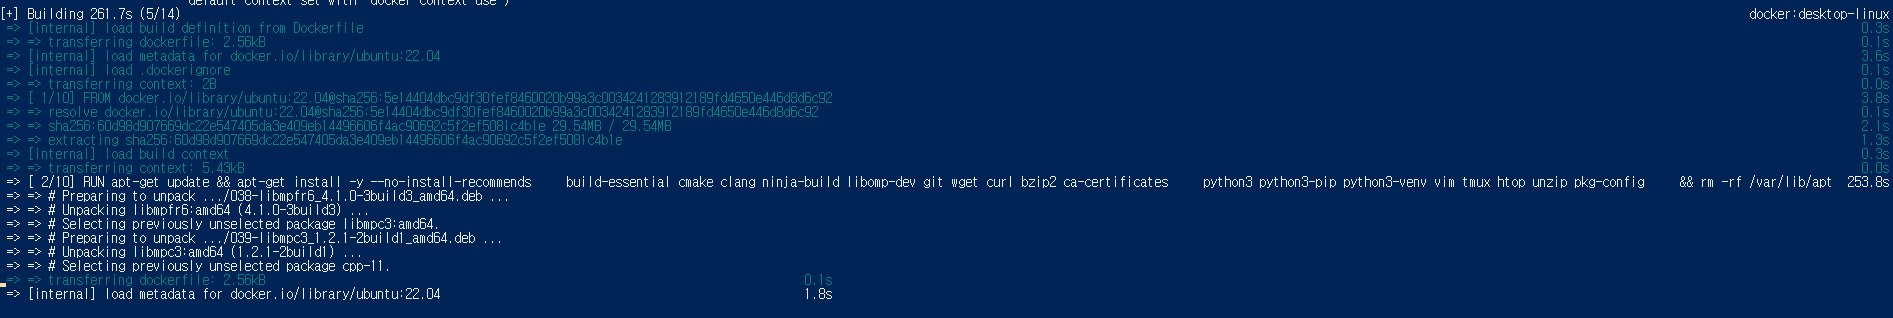 default context set with "docker context use")
[+] Building 261.7s (5/14) docker:desktop-linux
=> [internal] load build definition from Dockerfile 0.3s
=> => transferring dockerfile: 2.56kB 0.1s
=> [internal] load metadata for docker.io/library/ubuntu:22.04 3.6s
=> [internal] load .dockerignore 0.1s
=> => transferring context: 2B 0.0s
=> [ 1/10] FROM docker.io/library/ubuntu:22.04@sha256:5e14404dbc9df30fef8460020b99a3c0034241283912189fd4650e446d8d6c92 3.8s
=> => resolve docker.io/library/ubuntu:22.04@sha256:5e14404dbc9df30fef8460020b99a3c0034241283912189fd4650e446d8d6c92 0.1s
=> => sha256:60d98d907669dc22e547405da3e409eb14496606f4ac90692c5f2ef5081c4b1e 29.54MB / 29.54MB 2.1s
=> => extracting sha256:60d98d907669dc22e547405da3e409eb14496606f4ac90692c5f2ef5081c4b1e 1.3s
=> [internal] load build context 0.3s
=> => transferring context: 5.43kB 0.0s
=> [ 2/10] RUN apt-get update && apt-get install -y --no-install-recommends build-essential cmake clang ninja-build libomp-dev git wget curl bzip2 ca-certificates python3 python3-pip python3-venv vim tmux htop unzip pkg-config && rm -rf /var/lib/apt 253.8s
=> => # Preparing to unpack .../038-libmpfr6_4.1.0-3build3_amd64.deb ...
=> => # Unpacking libmpfr6:amd64 (4.1.0-3build3) ...
=> => # Selecting previously unselected package libmpc3:amd64.
=> => # Preparing to unpack .../039-libmpc3_1.2.1-2build1_amd64.deb ...
=> => # Unpacking libmpc3:amd64 (1.2.1-2build1) ...
=> => # Selecting previously unselected package cpp-11.
=> => transferring dockerfile: 2.56kB 0.1s
=> [internal] load metadata for docker.io/library/ubuntu:22.04 1.8s